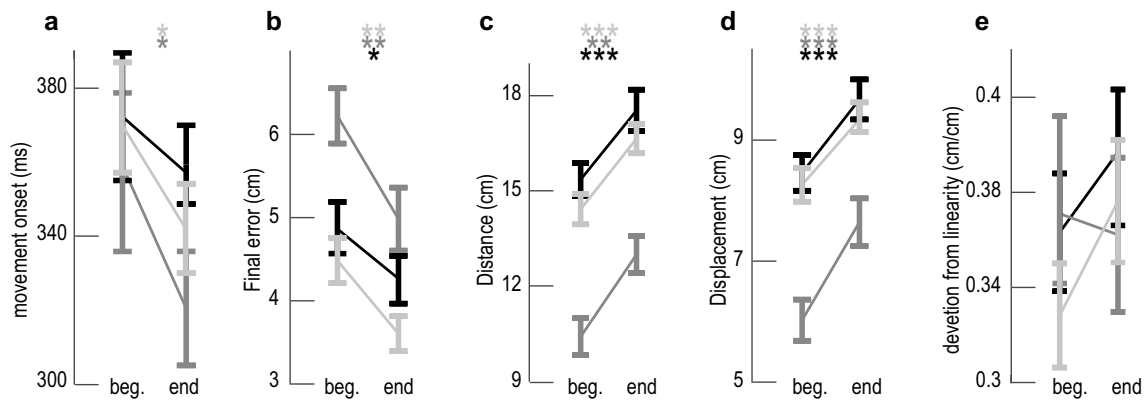 a
*
*
movement onset (ms)
380
340
300
beg. end
b
**
**
*
Final error (cm)
6
5
4
3
beg. end
c
***
**
***
Distance (cm)
18
15
12
9
beg. end
d
***
***
***
Displacement (cm)
9
7
5
beg. end
e
devetion from linearity (cm/cm)
0.4
0.38
0.34
0.3
beg. end